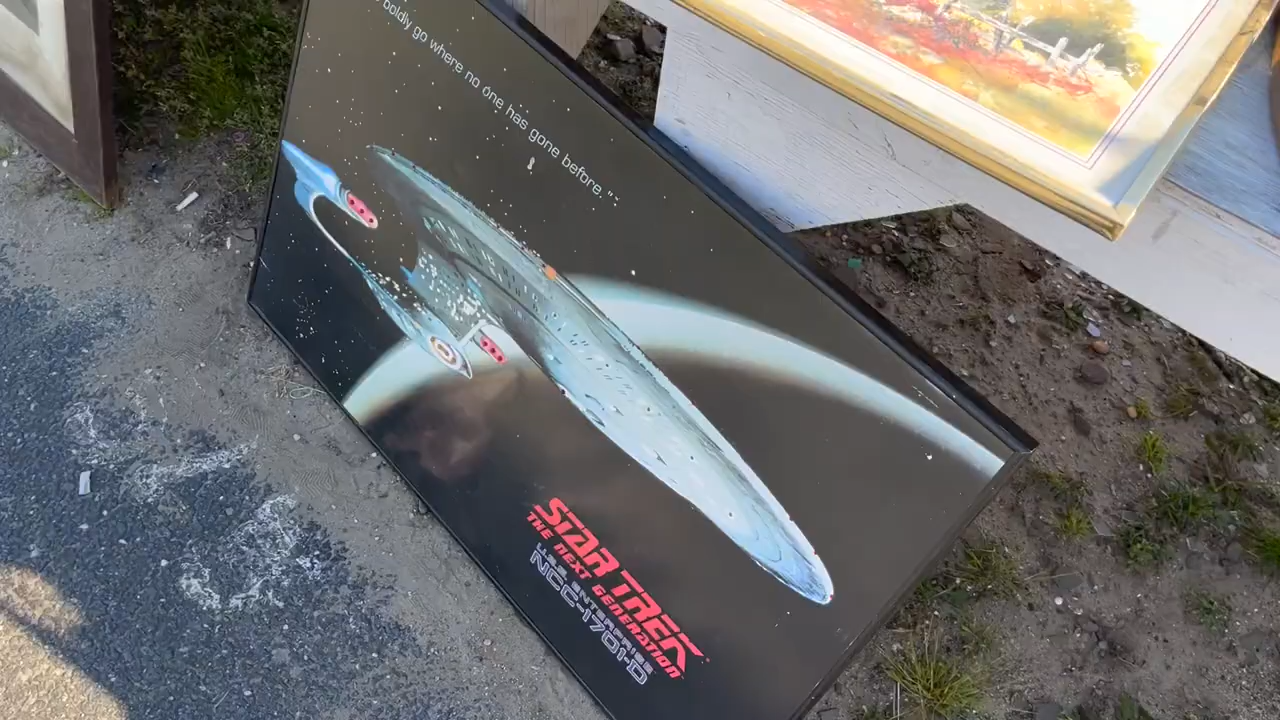 boldly go where no one has gone before."
STAR TREK
THE NEXT GENERATION
U.S.S. ENTERPRISE
NCC-1701-D